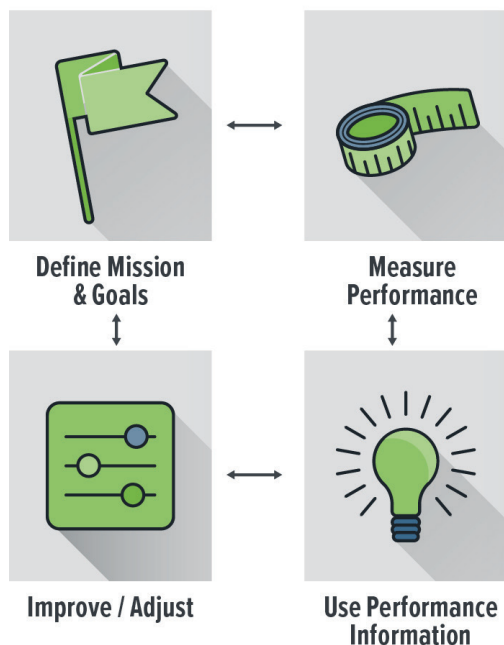 Define Mission
& Goals
Measure
Performance
Improve / Adjust
Use Performance
Information